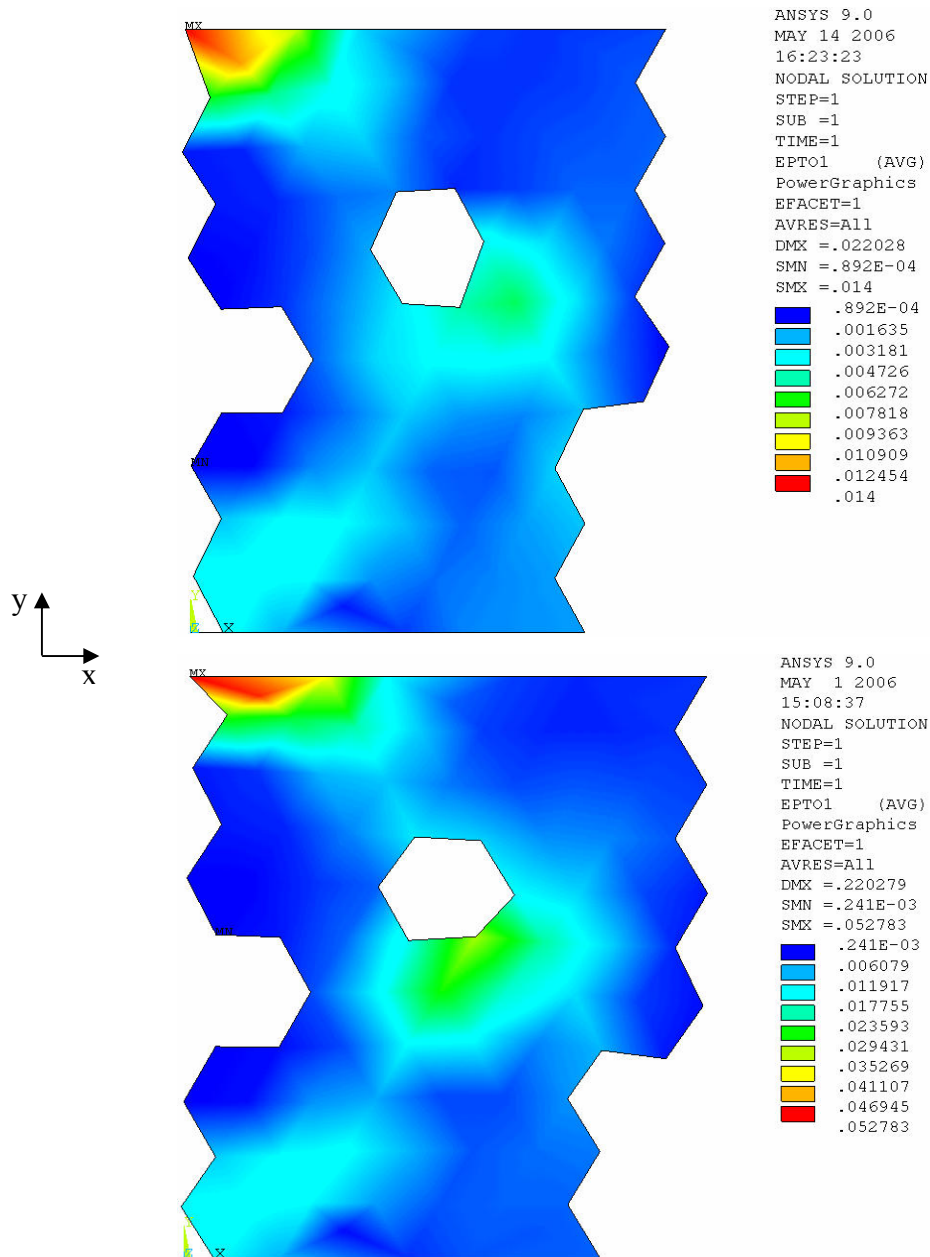 MX
ANSYS 9.0
MAY 14 2006
16:23:23
NODAL SOLUTION
STEP=1
SUB =1
TIME=1
EPTO1 (AVG)
PowerGraphics
EFACET=1
AVRES=All
DMX =.022028
SMN =.892E-04
SMX =.014
.892E-04
.001635
.003181
.004726
.006272
.007818
.009363
.010909
.012454
.014
MN
Y
Z X
y
x
MX
ANSYS 9.0
MAY 1 2006
15:08:37
NODAL SOLUTION
STEP=1
SUB =1
TIME=1
EPTO1 (AVG)
PowerGraphics
EFACET=1
AVRES=All
DMX =.220279
SMN =.241E-03
SMX =.052783
.241E-03
.006079
.011917
.017755
.023593
.029431
.035269
.041107
.046945
.052783
MN
Y
Z X